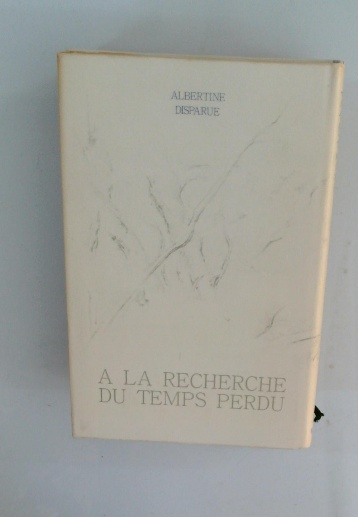 ALBERTINE
DISPARUE
A LA RECHERCHE
DU TEMPS PERDU